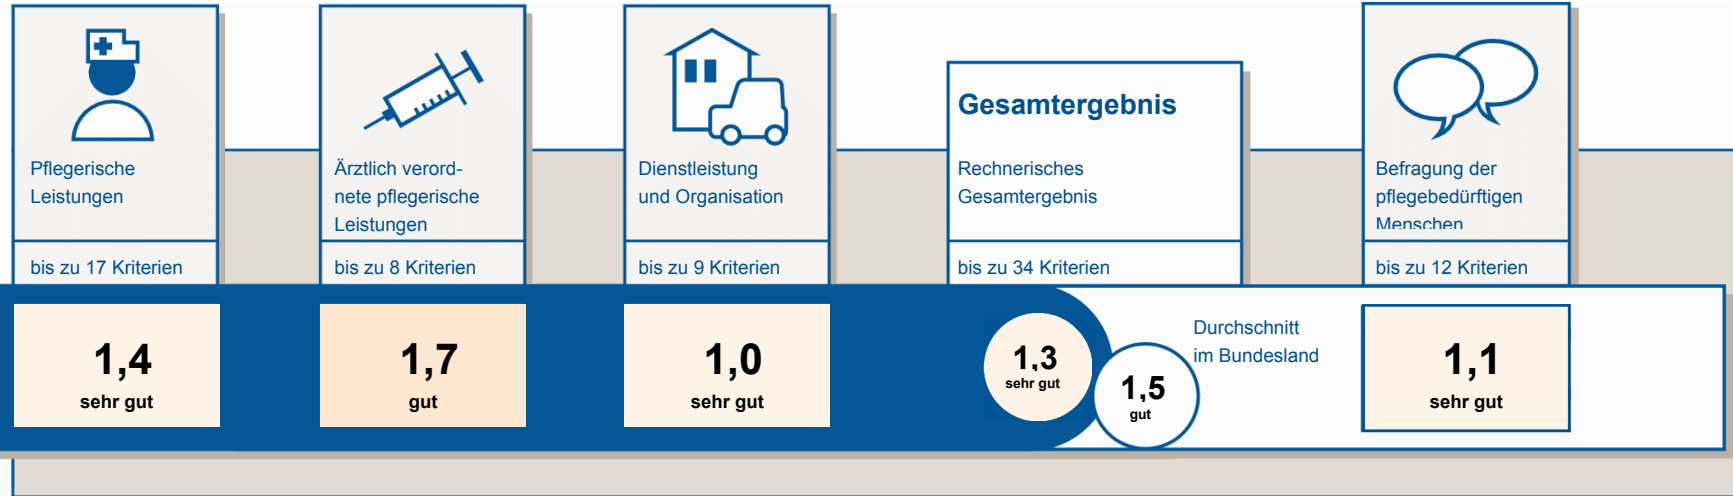 Pflegerische
Leistungen
bis zu 17 Kriterien
1,4
sehr gut
Ärztlich verord-
nete pflegerische
Leistungen
bis zu 8 Kriterien
1,7
gut
Dienstleistung
und Organisation
bis zu 9 Kriterien
1,0
sehr gut
Gesamtergebnis
Rechnerisches
Gesamtergebnis
bis zu 34 Kriterien
1,3
sehr gut
1,5
gut
Durchschnitt
im Bundesland
Befragung der
pflegebedürftigen
Menschen
bis zu 12 Kriterien
1,1
sehr gut